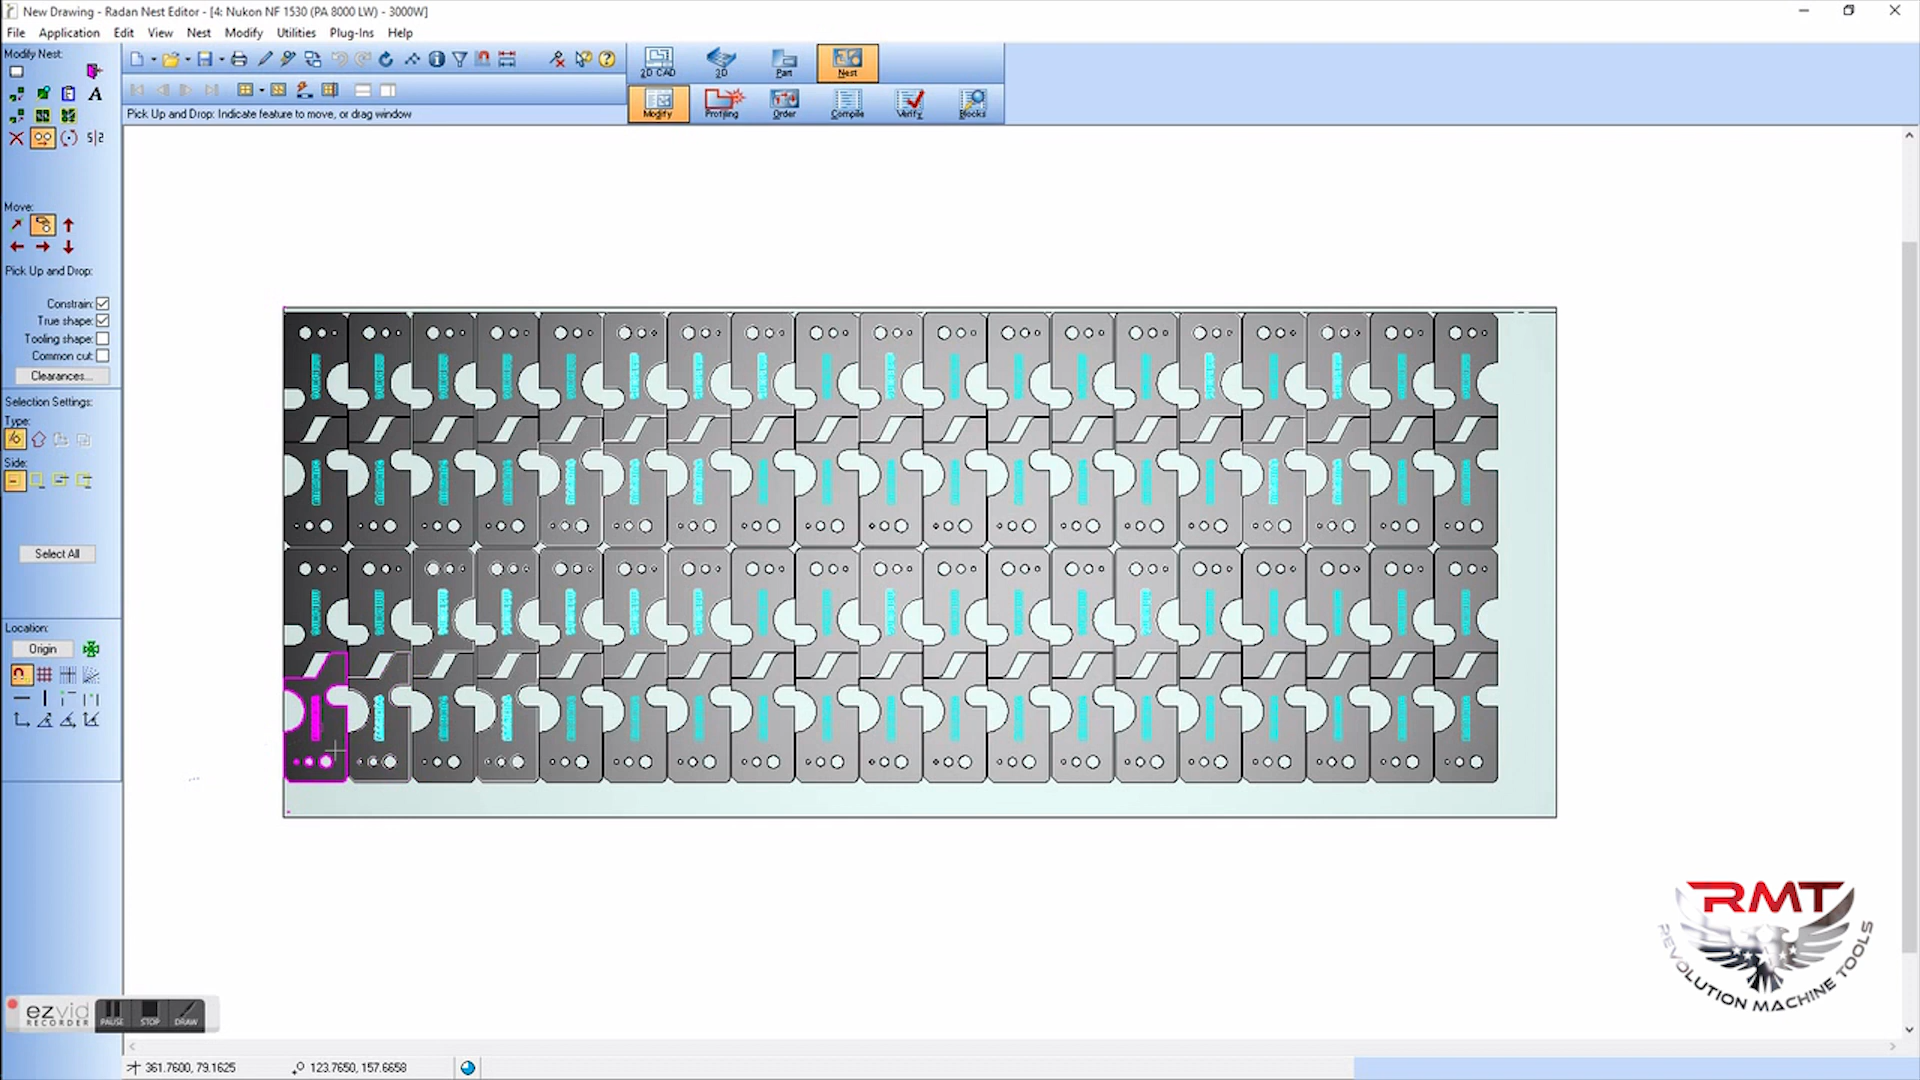 New Drawing - Radan Nest Editor - [4: Nukon NF 1530 (PA 8000 LW) - 3000W]
File Application Edit View Nest Modify Utilities Plug-Ins Help
Modify Nest:
2D CAD 3D Part Nest
Modify Profiling Order Compile Verify Blocks
Pick Up and Drop: Indicate feature to move, or drag window
Move:
Pick Up and Drop:
Constrain:
True shape:
Tooling shape:
Common cut:
Clearances...
Selection Settings:
Type:
Side:
Select All
Location:
Origin
RMT
REVOLUTION MACHINE TOOLS
ezvid
RECORDER
PAUSE STOP DRAW
361.7600, 79.1625 123.7650, 157.6658